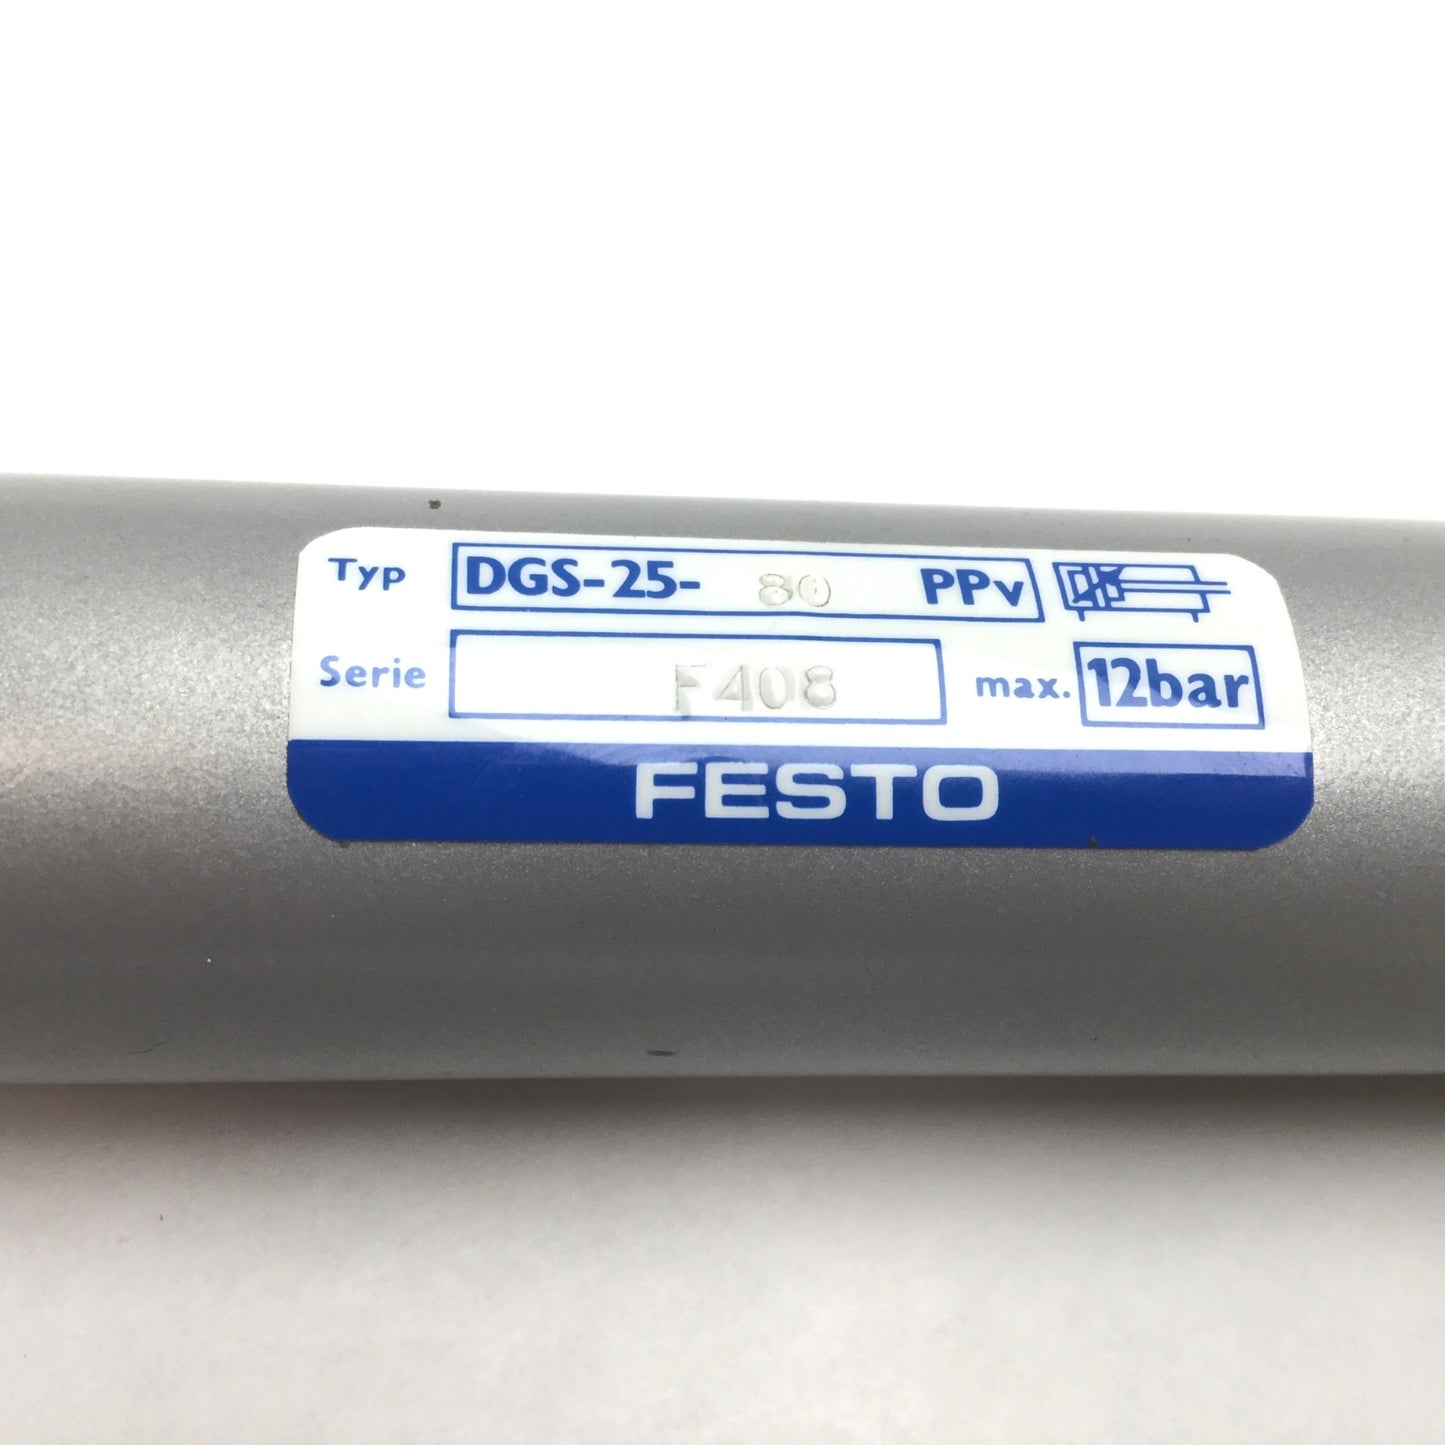 Typ DGS-25- 80 PPv
Serie F408 max. 12bar
FESTO